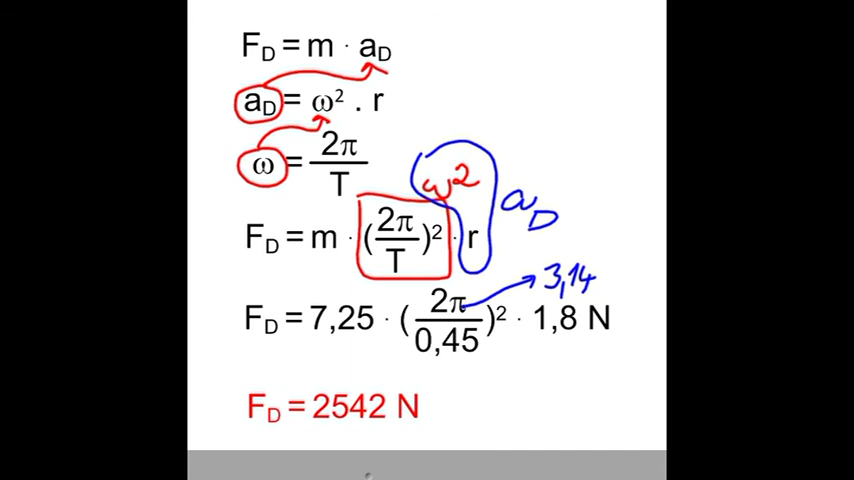 F_D = m · a_D
a_D = ω² . r
ω = 2π/T
ω²
a_D
F_D = m · (2π/T)² · r
3,14
F_D = 7,25 · (2π/0,45)² · 1,8 N
F_D = 2542 N